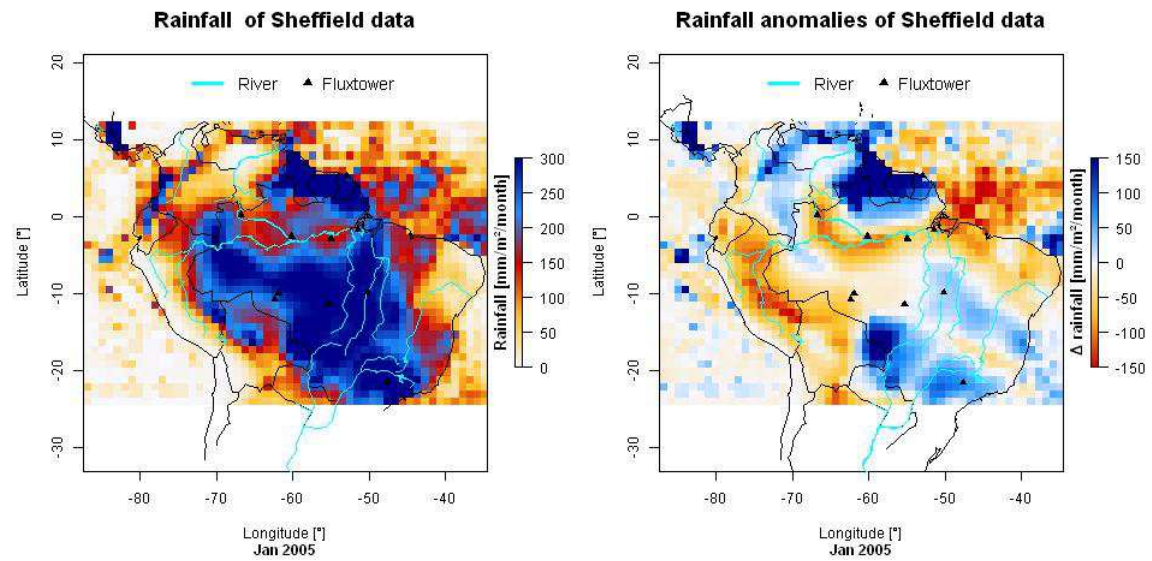 Rainfall of Sheffield data
River
Fluxtower
20
10
0
-10
-20
-30
Latitude [°]
-80
-70
-60
-50
-40
Longitude [°]
Jan 2005
300
250
200
150
100
50
0
Rainfall [mm/m²/month]
Rainfall anomalies of Sheffield data
River
Fluxtower
20
10
0
-10
-20
-30
Latitude [°]
-80
-70
-60
-50
-40
Longitude [°]
Jan 2005
150
100
50
0
-50
-100
-150
Δ rainfall [mm/m²/month]